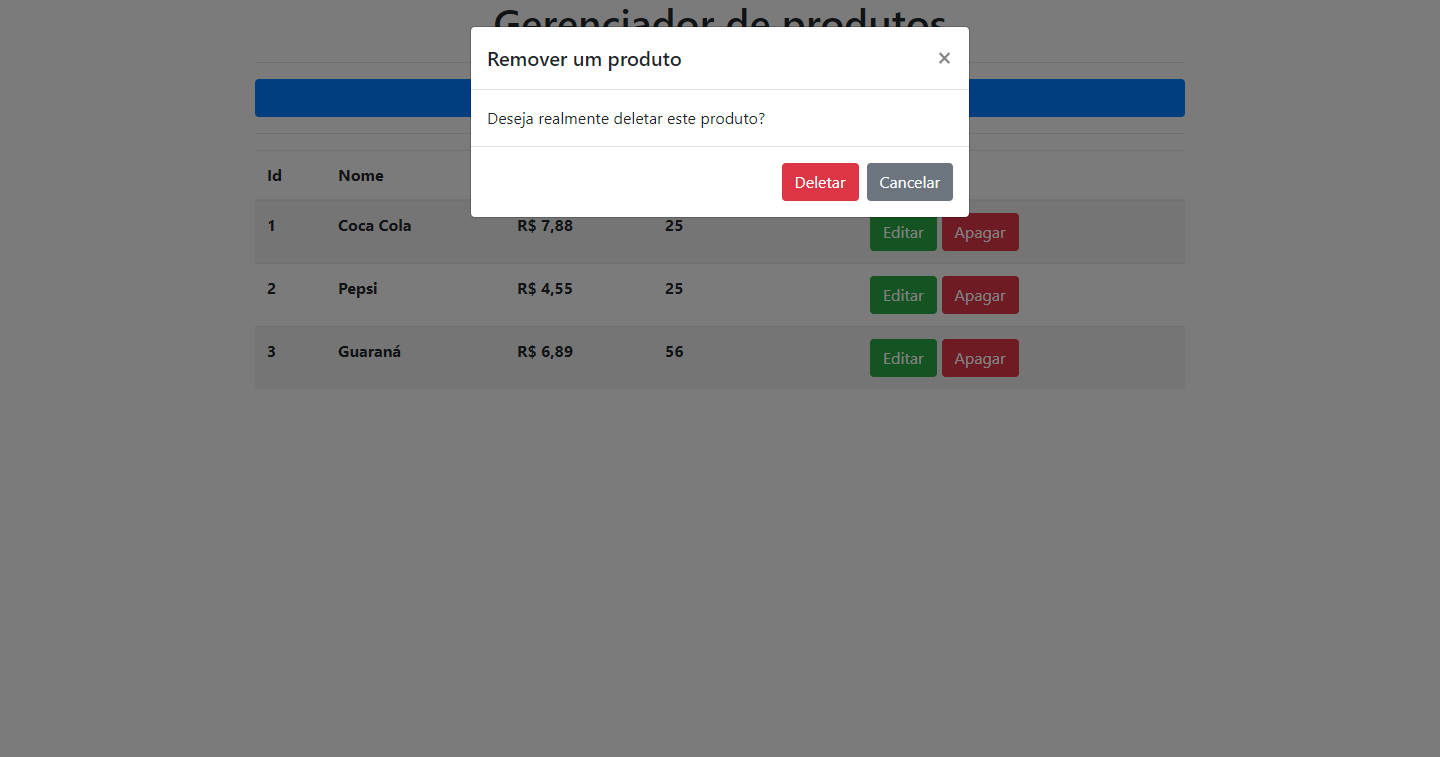 Gerenciador de produtos
Remover um produto ×
Deseja realmente deletar este produto?
Deletar Cancelar
Id Nome
1 Coca Cola R$ 7,88 25 Editar Apagar
2 Pepsi R$ 4,55 25 Editar Apagar
3 Guaraná R$ 6,89 56 Editar Apagar